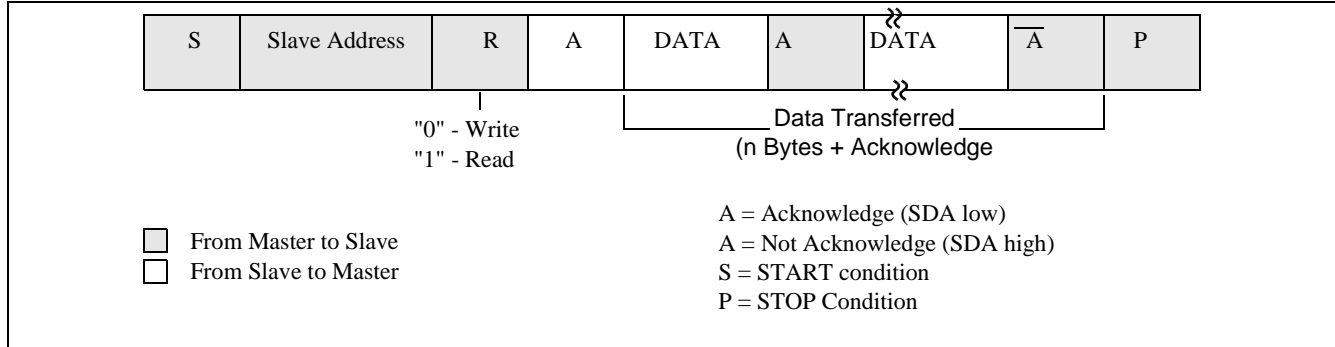 S Slave Address R A DATA A DATA A̅ P
"0" - Write
"1" - Read
Data Transferred
(n Bytes + Acknowledge
From Master to Slave
From Slave to Master
A = Acknowledge (SDA low)
A = Not Acknowledge (SDA high)
S = START condition
P = STOP Condition